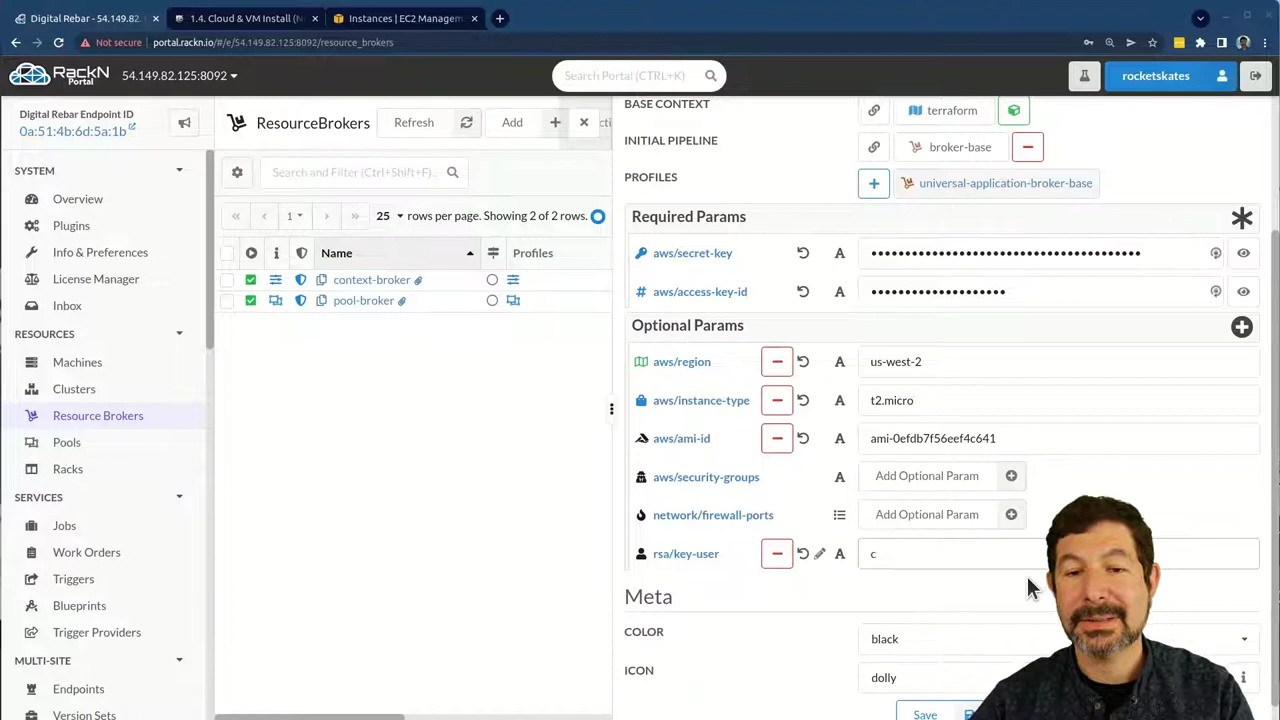 Digital Rebar - 54.149.82.
1.4. Cloud & VM Install (N
Instances | EC2 Managem
Not secure
portal.rackn.io/#/e/54.149.82.125:8092/resource_brokers
RackN
Portal
54.149.82.125:8092
Search Portal (CTRL+K)
rocketskates
Digital Rebar Endpoint ID
0a:51:4b:6d:5a:1b
SYSTEM
Overview
Plugins
Info & Preferences
License Manager
Inbox
RESOURCES
Machines
Clusters
Resource Brokers
Pools
Racks
SERVICES
Jobs
Work Orders
Triggers
Blueprints
Trigger Providers
MULTI-SITE
Endpoints
Version Sets
ResourceBrokers
Refresh
Add
Search and Filter (Ctrl+Shift+F)..
1
25 rows per page. Showing 2 of 2 rows.
Name
Profiles
context-broker
pool-broker
BASE CONTEXT
terraform
INITIAL PIPELINE
broker-base
PROFILES
universal-application-broker-base
Required Params
aws/secret-key
aws/access-key-id
Optional Params
aws/region
us-west-2
aws/instance-type
t2.micro
aws/ami-id
ami-0efdb7f56eef4c641
aws/security-groups
Add Optional Param
network/firewall-ports
Add Optional Param
rsa/key-user
c
Meta
COLOR
black
ICON
dolly
Save